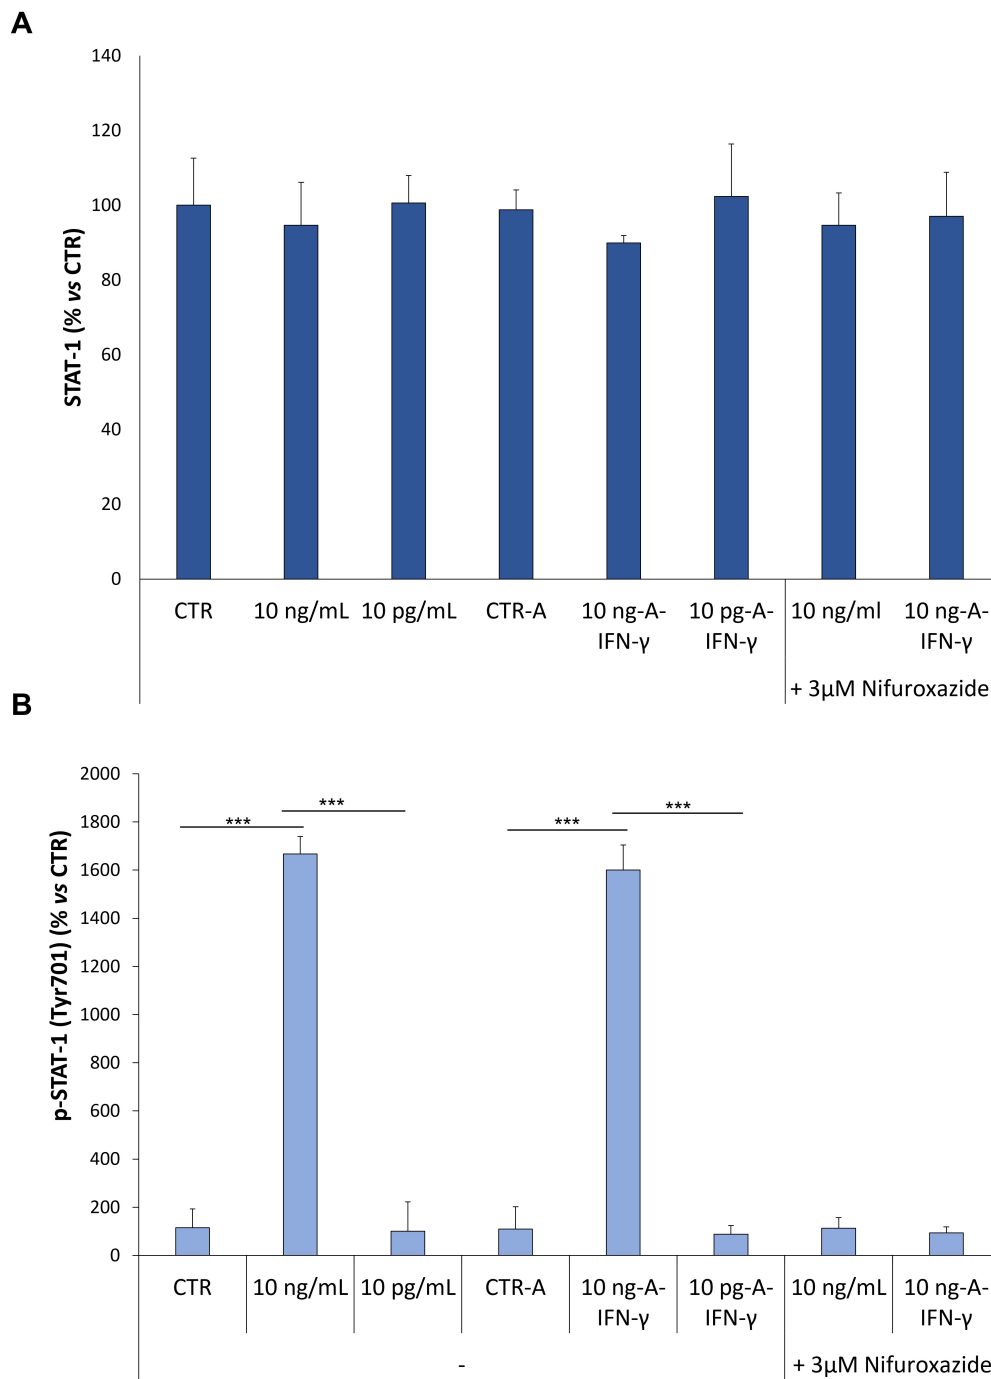 A
STAT-1 (% vs CTR)
140
120
100
80
60
40
20
0
CTR
10 ng/mL
10 pg/mL
CTR-A
10 ng-A-
IFN-γ
10 pg-A-
IFN-γ
10 ng/ml
10 ng-A-
IFN-γ
+ 3μM Nifuroxazide
B
p-STAT-1 (Tyr701) (% vs CTR)
2000
1800
1600
1400
1200
1000
800
600
400
200
0
***
***
***
***
CTR
10 ng/mL
10 pg/mL
CTR-A
10 ng-A-
IFN-γ
10 pg-A-
IFN-γ
10 ng/mL
10 ng-A-
IFN-γ
-
+ 3μM Nifuroxazide